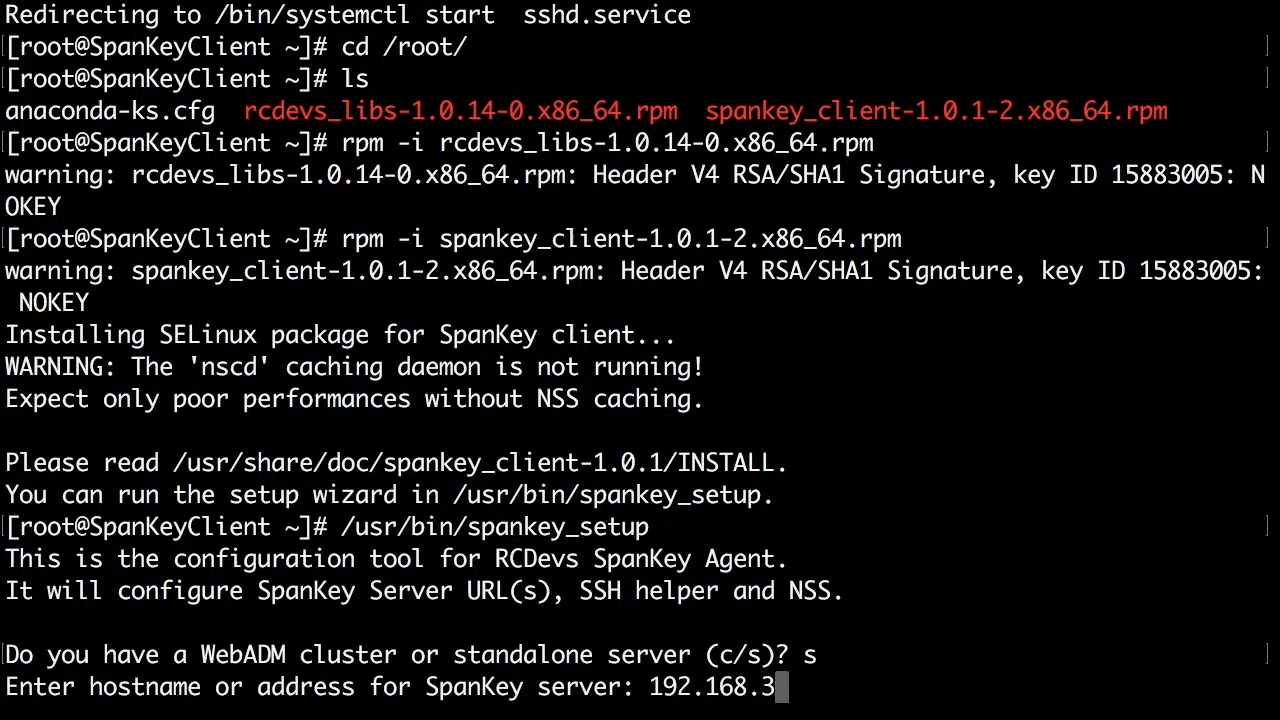 Redirecting to /bin/systemctl start  sshd.service
[root@SpanKeyClient ~]# cd /root/
[root@SpanKeyClient ~]# ls
anaconda-ks.cfg  rcdevs_libs-1.0.14-0.x86_64.rpm  spankey_client-1.0.1-2.x86_64.rpm
[root@SpanKeyClient ~]# rpm -i rcdevs_libs-1.0.14-0.x86_64.rpm
warning: rcdevs_libs-1.0.14-0.x86_64.rpm: Header V4 RSA/SHA1 Signature, key ID 15883005: N
OKEY
[root@SpanKeyClient ~]# rpm -i spankey_client-1.0.1-2.x86_64.rpm
warning: spankey_client-1.0.1-2.x86_64.rpm: Header V4 RSA/SHA1 Signature, key ID 15883005:
 NOKEY
Installing SELinux package for SpanKey client...
WARNING: The 'nscd' caching daemon is not running!
Expect only poor performances without NSS caching.
Please read /usr/share/doc/spankey_client-1.0.1/INSTALL.
You can run the setup wizard in /usr/bin/spankey_setup.
[root@SpanKeyClient ~]# /usr/bin/spankey_setup
This is the configuration tool for RCDevs SpanKey Agent.
It will configure SpanKey Server URL(s), SSH helper and NSS.
Do you have a WebADM cluster or standalone server (c/s)? s
Enter hostname or address for SpanKey server: 192.168.3